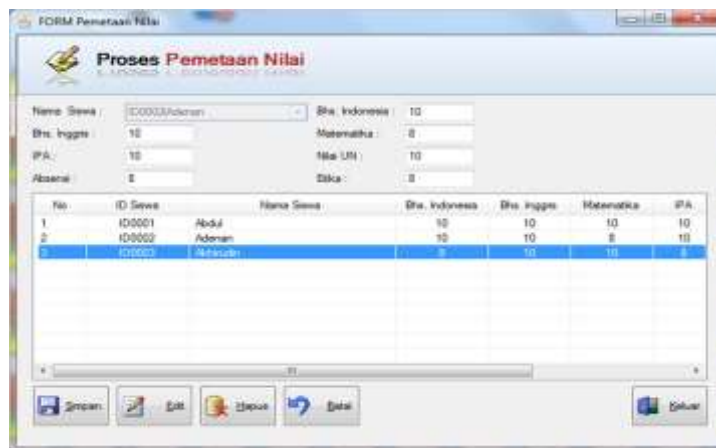 FORM Pemetaan Nilai
Proses Pemetaan Nilai
Nama Siswa : ID0002/Adenan Bhs. Indonesia : 10
Bhs. Inggris : 10 Matematika : 8
IPA : 10 Nilai UN : 10
Absensi : 8 Etika : 8
No ID Siswa Nama Siswa Bhs. Indonesia Bhs. Inggris Matematika IPA
1 ID0001 Abdul 10 10 10 10
2 ID0002 Adenan 10 10 8 10
3 ID0003 8 10 10 8
Simpan Edit Hapus Batal Keluar